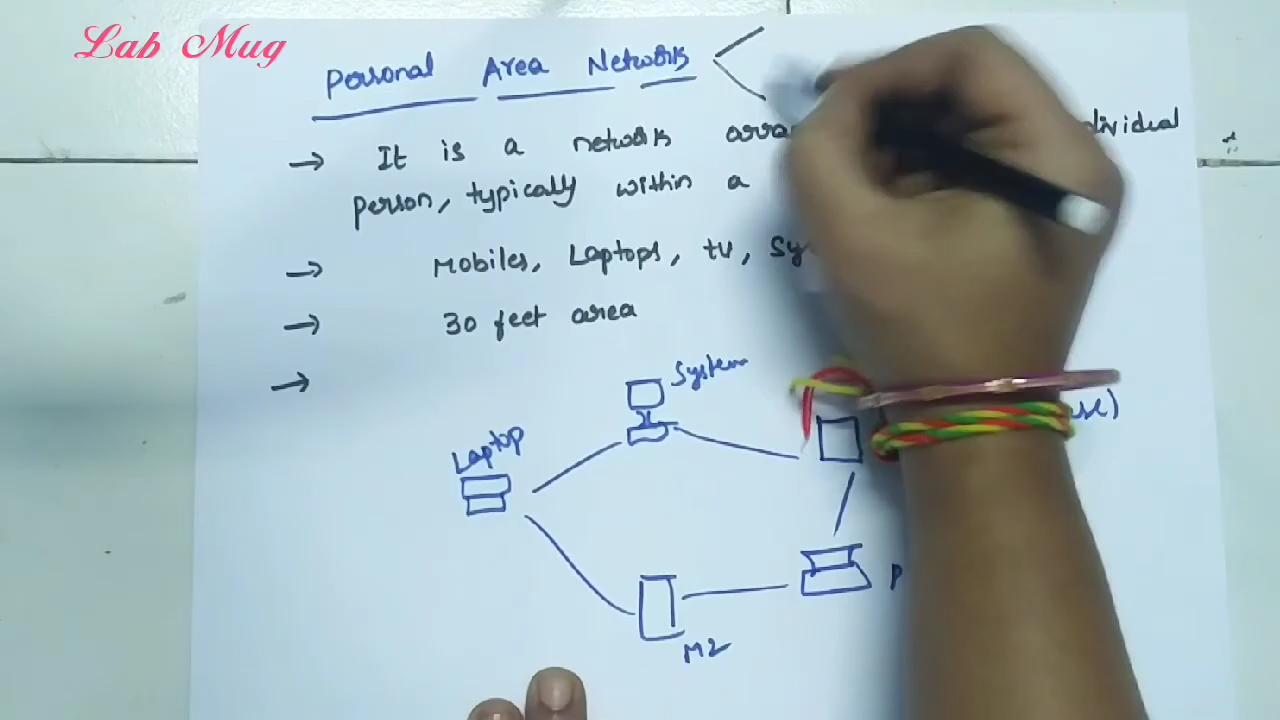 Lab Mug
Personal Area Network
→ It is a network
person, typically within a
→ Mobiles, Laptops, tv,
→ 30 feet area
→
System
Laptop
M2